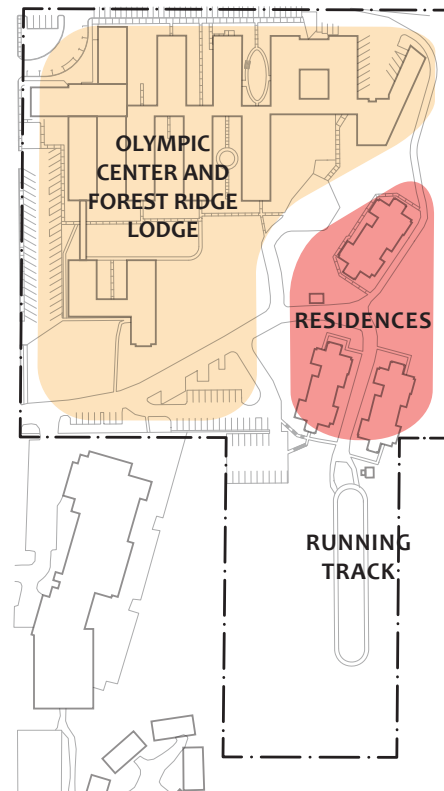 OLYMPIC
CENTER AND
FOREST RIDGE
LODGE
RESIDENCES
RUNNING
TRACK